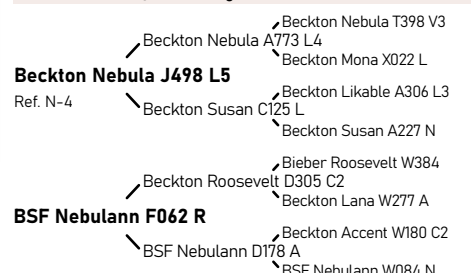 Beckton Nebula T398 V3
Beckton Nebula A773 L4
Beckton Mona X022 L
Beckton Nebula J498 L5
Ref. N-4
Beckton Likable A306 L3
Beckton Susan C125 L
Beckton Susan A227 N
Bieber Roosevelt W384
Beckton Roosevelt D305 C2
Beckton Lana W277 A
BSF Nebulann F062 R
Beckton Accent W180 C2
BSF Nebulann D178 A
BSF Nebulann W084 N